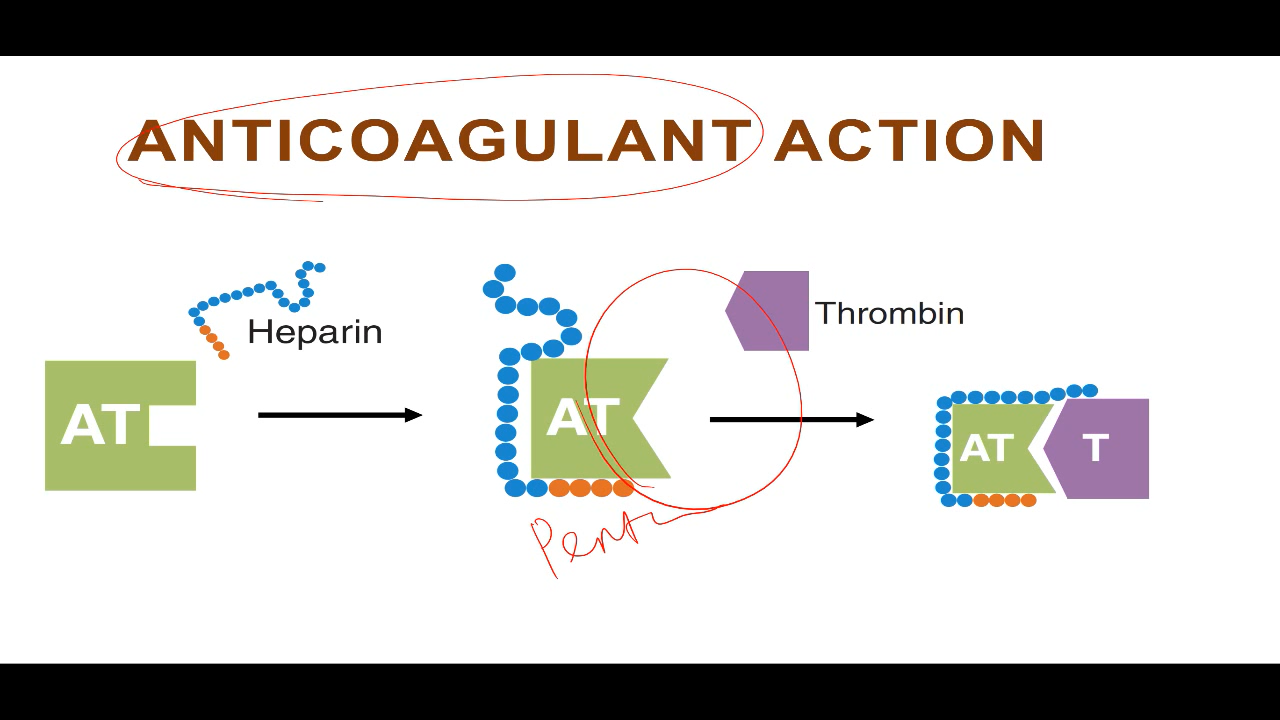 ANTICOAGULANT ACTION
Heparin
Thrombin
AT
AT
AT T